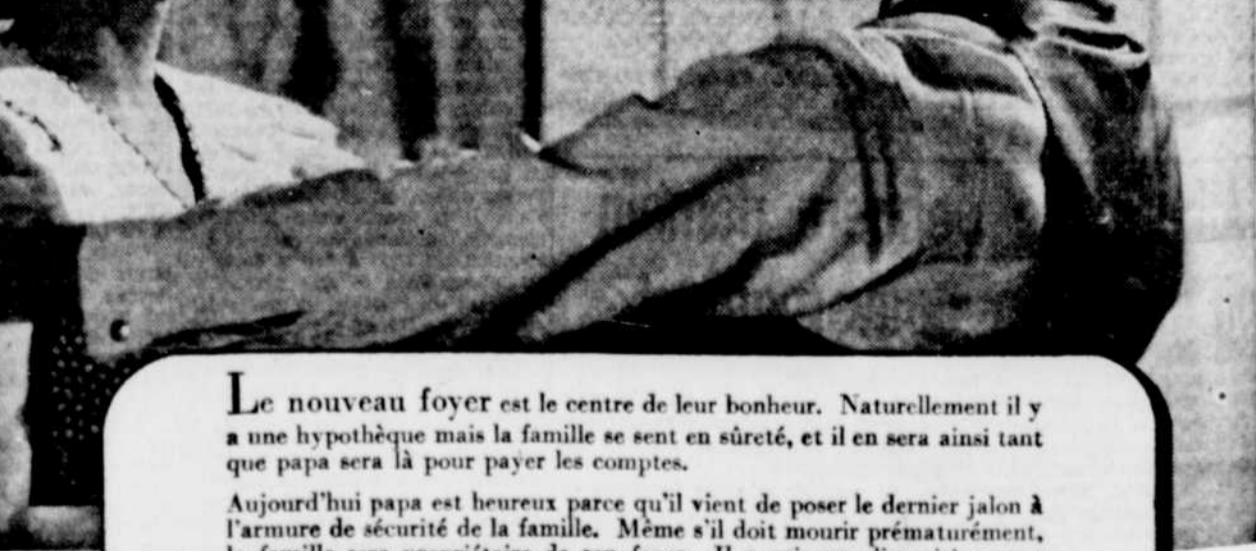 Le nouveau foyer est le centre de leur bonheur. Naturellement il y
a une hypothèque mais la famille se sent en sûreté, et il en sera ainsi tant
que papa sera là pour payer les comptes.
Aujourd'hui papa est heureux parce qu'il vient de poser le dernier jalon à
l'armure de sécurité de la famille. Même s'il doit mourir prématurément,